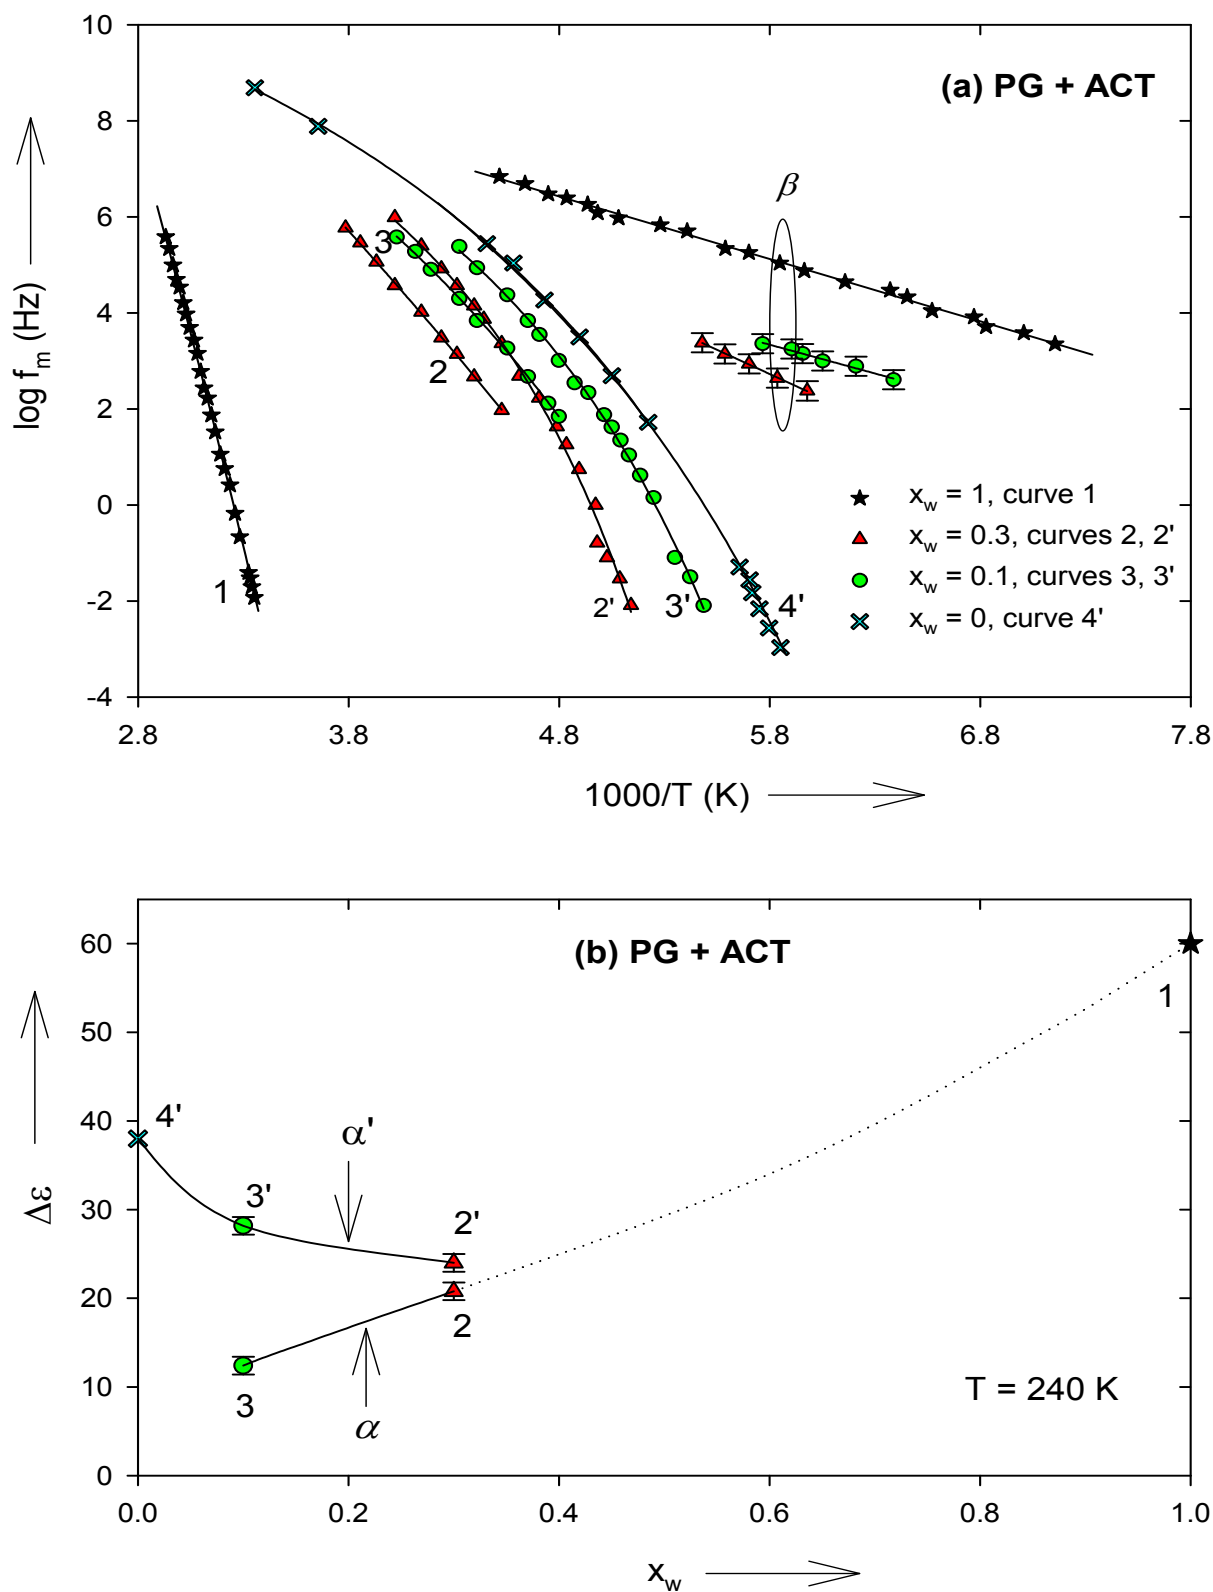 (a) PG + ACT
log f_m (Hz)
10
8
6
4
2
0
-2
-4
β
3
2
1
2'
3'
4'
x_w = 1, curve 1
x_w = 0.3, curves 2, 2'
x_w = 0.1, curves 3, 3'
x_w = 0, curve 4'
2.8 3.8 4.8 5.8 6.8 7.8
1000/T (K)
(b) PG + ACT
Δε
60
50
40
30
20
10
0
1
4'
α'
3'
2'
2
3
α
T = 240 K
0.0 0.2 0.4 0.6 0.8 1.0
x_w